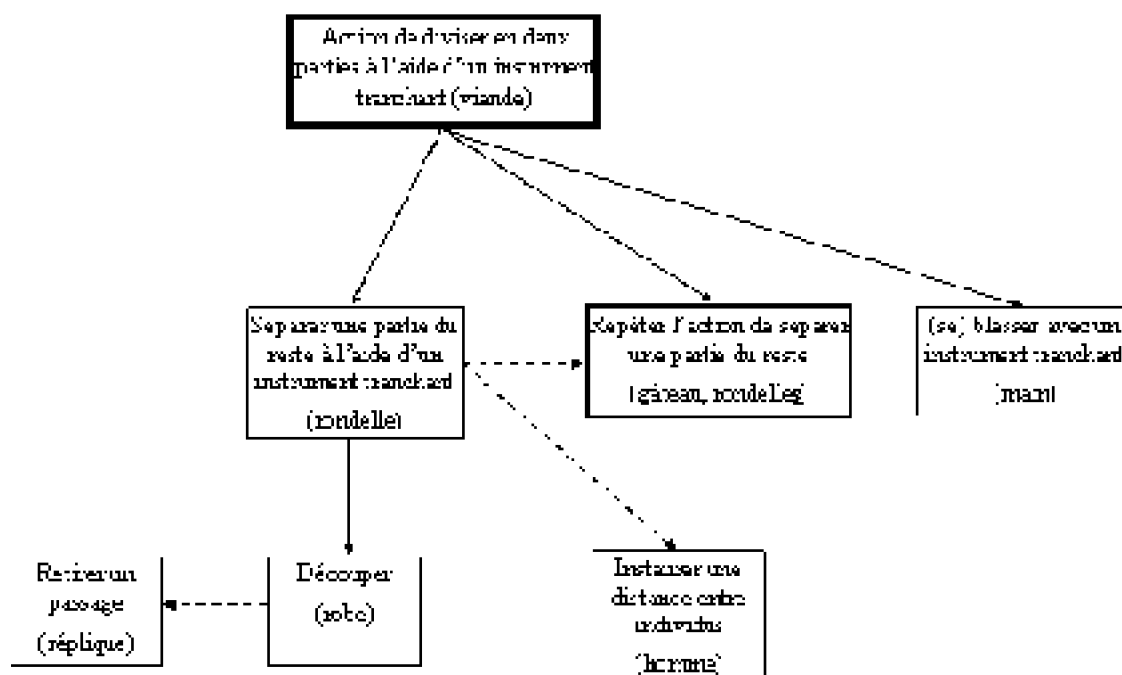 Action de diviser en deux
parties à l'aide d'un instrument
tranchant (viande)
Séparer une partie du
reste à l'aide d'un
instrument tranchant
(rondelle)
Répéter l'action de séparer
une partie du reste
(gâteau, rondelles)
(se) blesser avec un
instrument tranchant
(main)
Retirer un
passage
(réplique)
Découper
(robe)
Instaurer une
distance entre
individus
(homme)